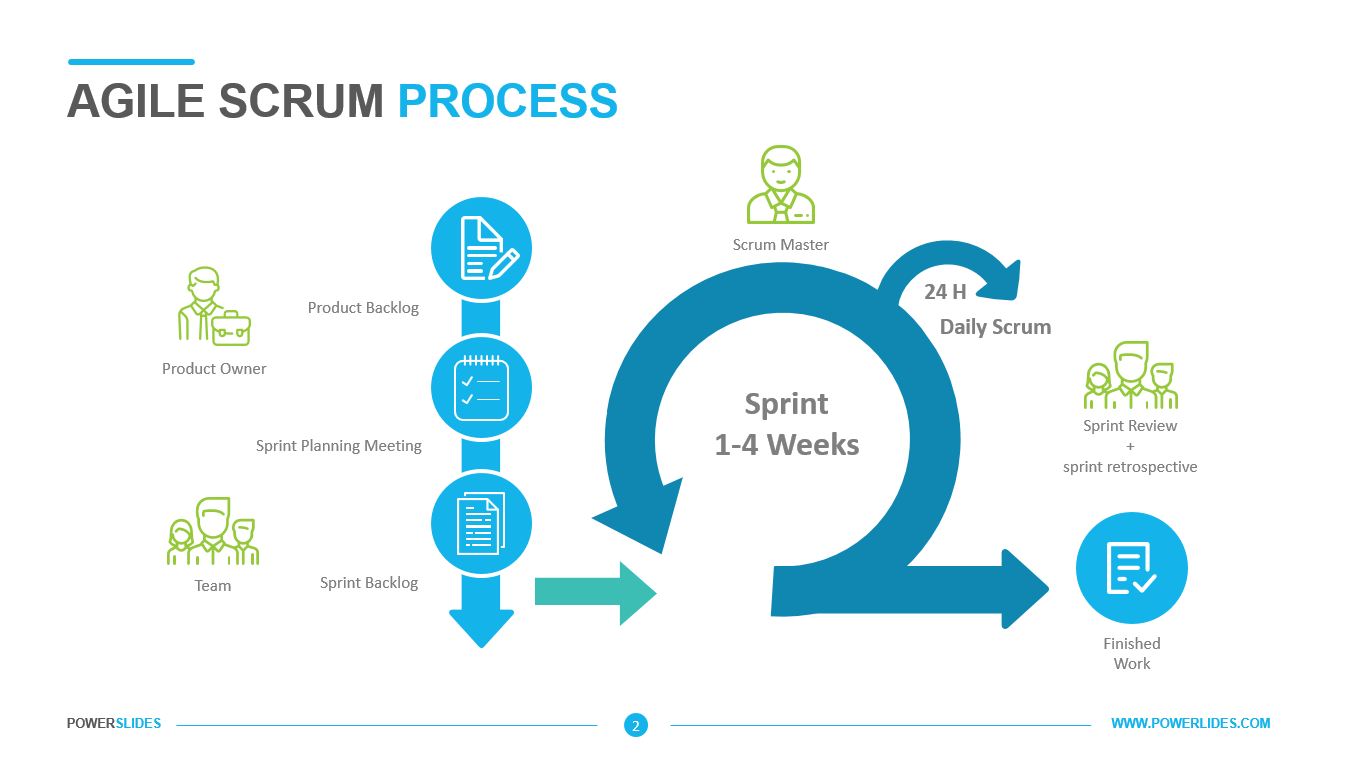 AGILE SCRUM PROCESS
Scrum Master
24 H
Daily Scrum
Product Backlog
Product Owner
Sprint
1-4 Weeks
Sprint Planning Meeting
Sprint Review
+
sprint retrospective
Team
Sprint Backlog
Finished
Work
POWERSLIDES
2
WWW.POWERLIDES.COM